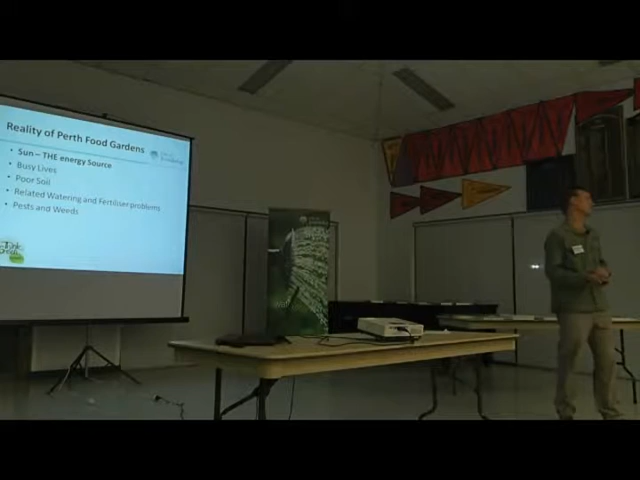 Reality of Perth Food Gardens
• Sun – THE energy Source
• Busy Lives
• Poor Soil
• Related Watering and Fertiliser problems
• Pests and Weeds